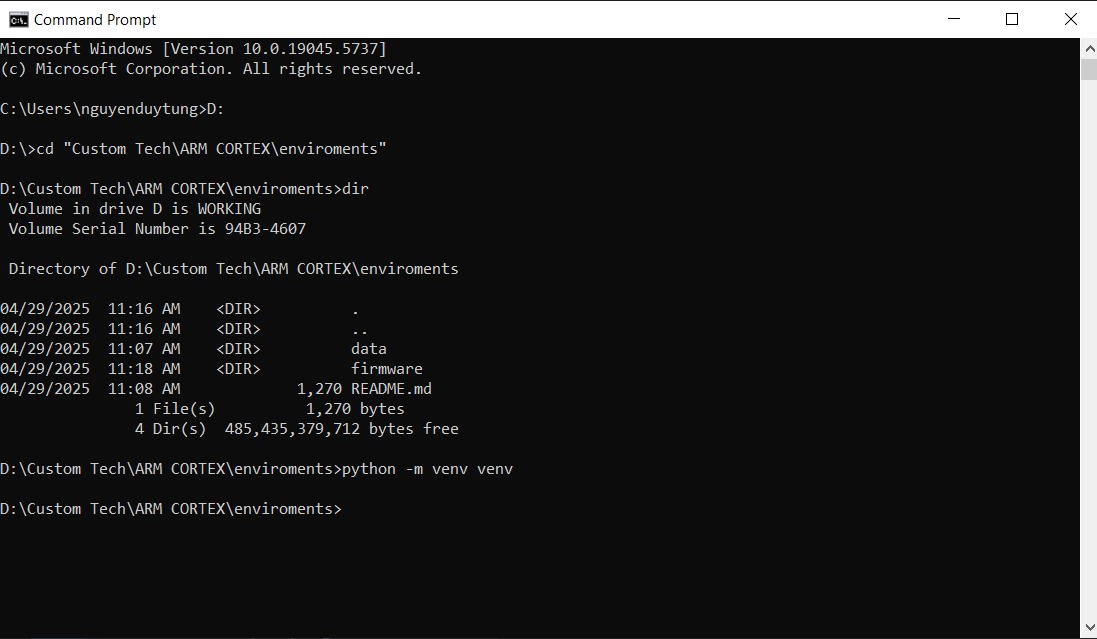 Command Prompt
Microsoft Windows [Version 10.0.19045.5737]
(c) Microsoft Corporation. All rights reserved.
C:\Users\nguyenduytung>D:
D:\>cd "Custom Tech\ARM CORTEX\enviroments"
D:\Custom Tech\ARM CORTEX\enviroments>dir
 Volume in drive D is WORKING
 Volume Serial Number is 94B3-4607
 Directory of D:\Custom Tech\ARM CORTEX\enviroments
04/29/2025  11:16 AM    <DIR>          .
04/29/2025  11:16 AM    <DIR>          ..
04/29/2025  11:07 AM    <DIR>          data
04/29/2025  11:18 AM    <DIR>          firmware
04/29/2025  11:08 AM             1,270 README.md
               1 File(s)          1,270 bytes
               4 Dir(s)  485,435,379,712 bytes free
D:\Custom Tech\ARM CORTEX\enviroments>python -m venv venv
D:\Custom Tech\ARM CORTEX\enviroments>